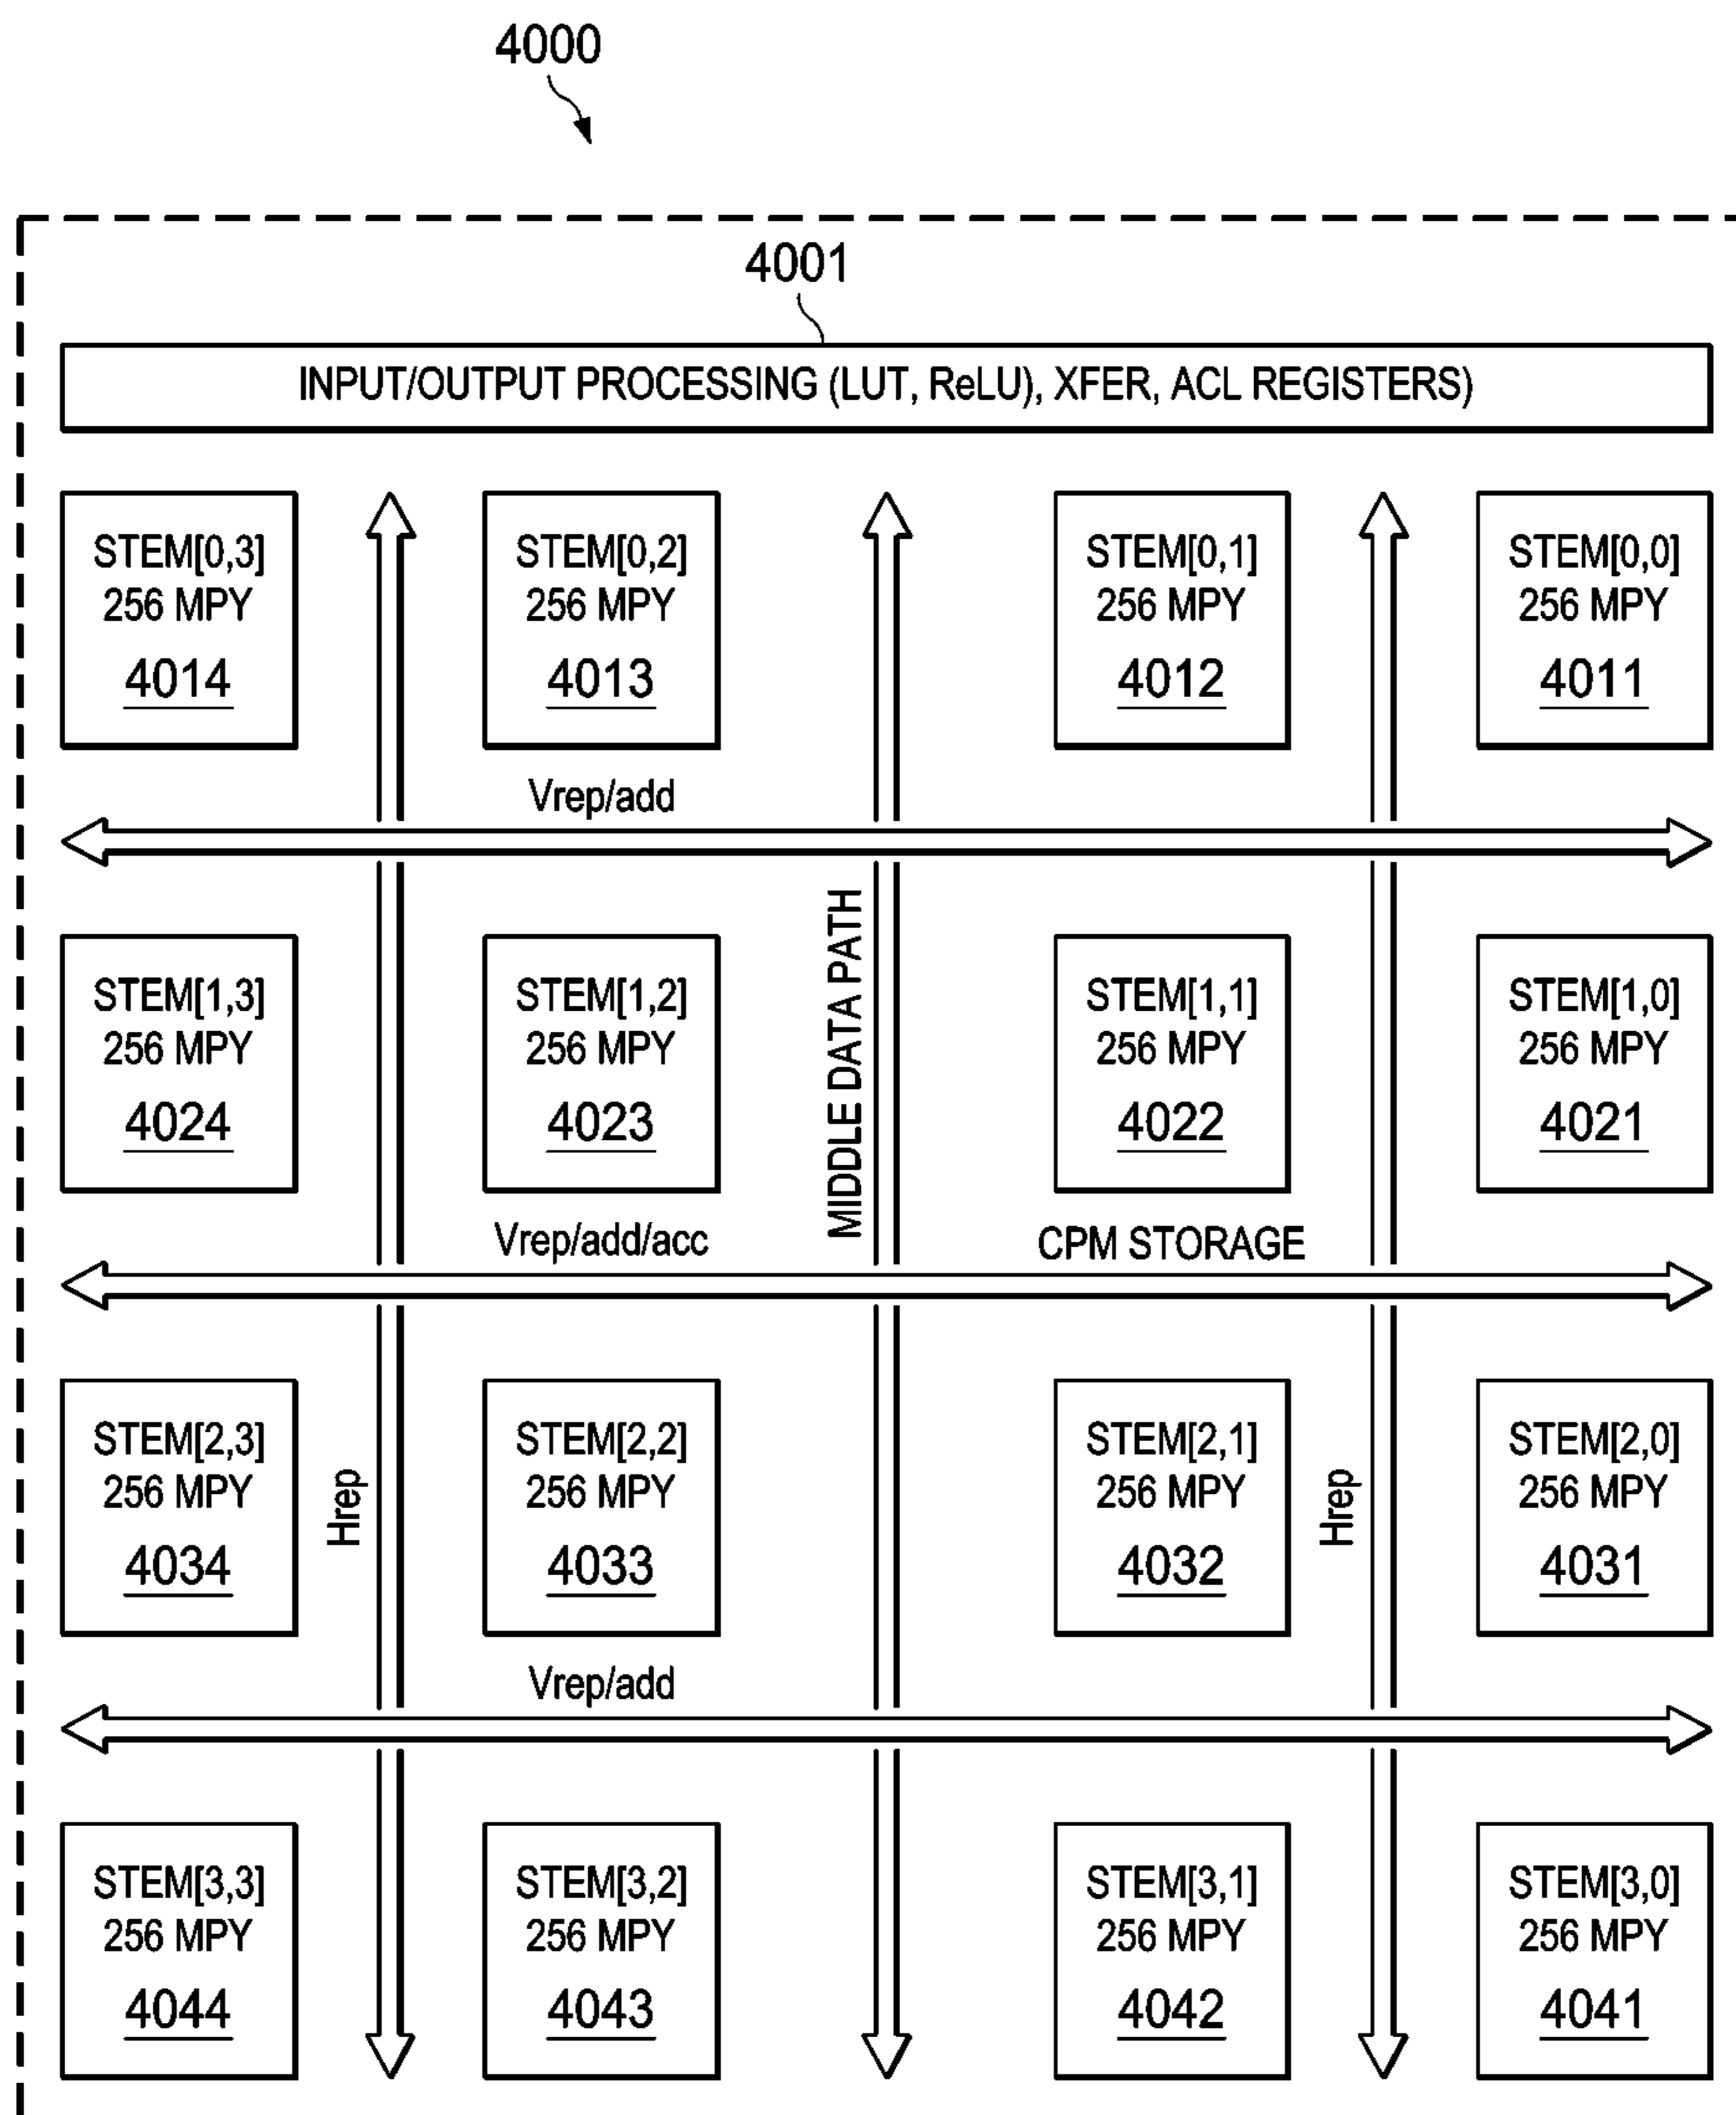 4000
4001
INPUT/OUTPUT PROCESSING (LUT, ReLU), XFER, ACL REGISTERS)
STEM[0,3]
256 MPY
4014
STEM[0,2]
256 MPY
4013
STEM[0,1]
256 MPY
4012
STEM[0,0]
256 MPY
4011
Vrep/add
MIDDLE DATA PATH
STEM[1,3]
256 MPY
4024
STEM[1,2]
256 MPY
4023
STEM[1,1]
256 MPY
4022
STEM[1,0]
256 MPY
4021
Vrep/add/acc
CPM STORAGE
STEM[2,3]
256 MPY
4034
Hrep
STEM[2,2]
256 MPY
4033
STEM[2,1]
256 MPY
4032
Hrep
STEM[2,0]
256 MPY
4031
Vrep/add
STEM[3,3]
256 MPY
4044
STEM[3,2]
256 MPY
4043
STEM[3,1]
256 MPY
4042
STEM[3,0]
256 MPY
4041